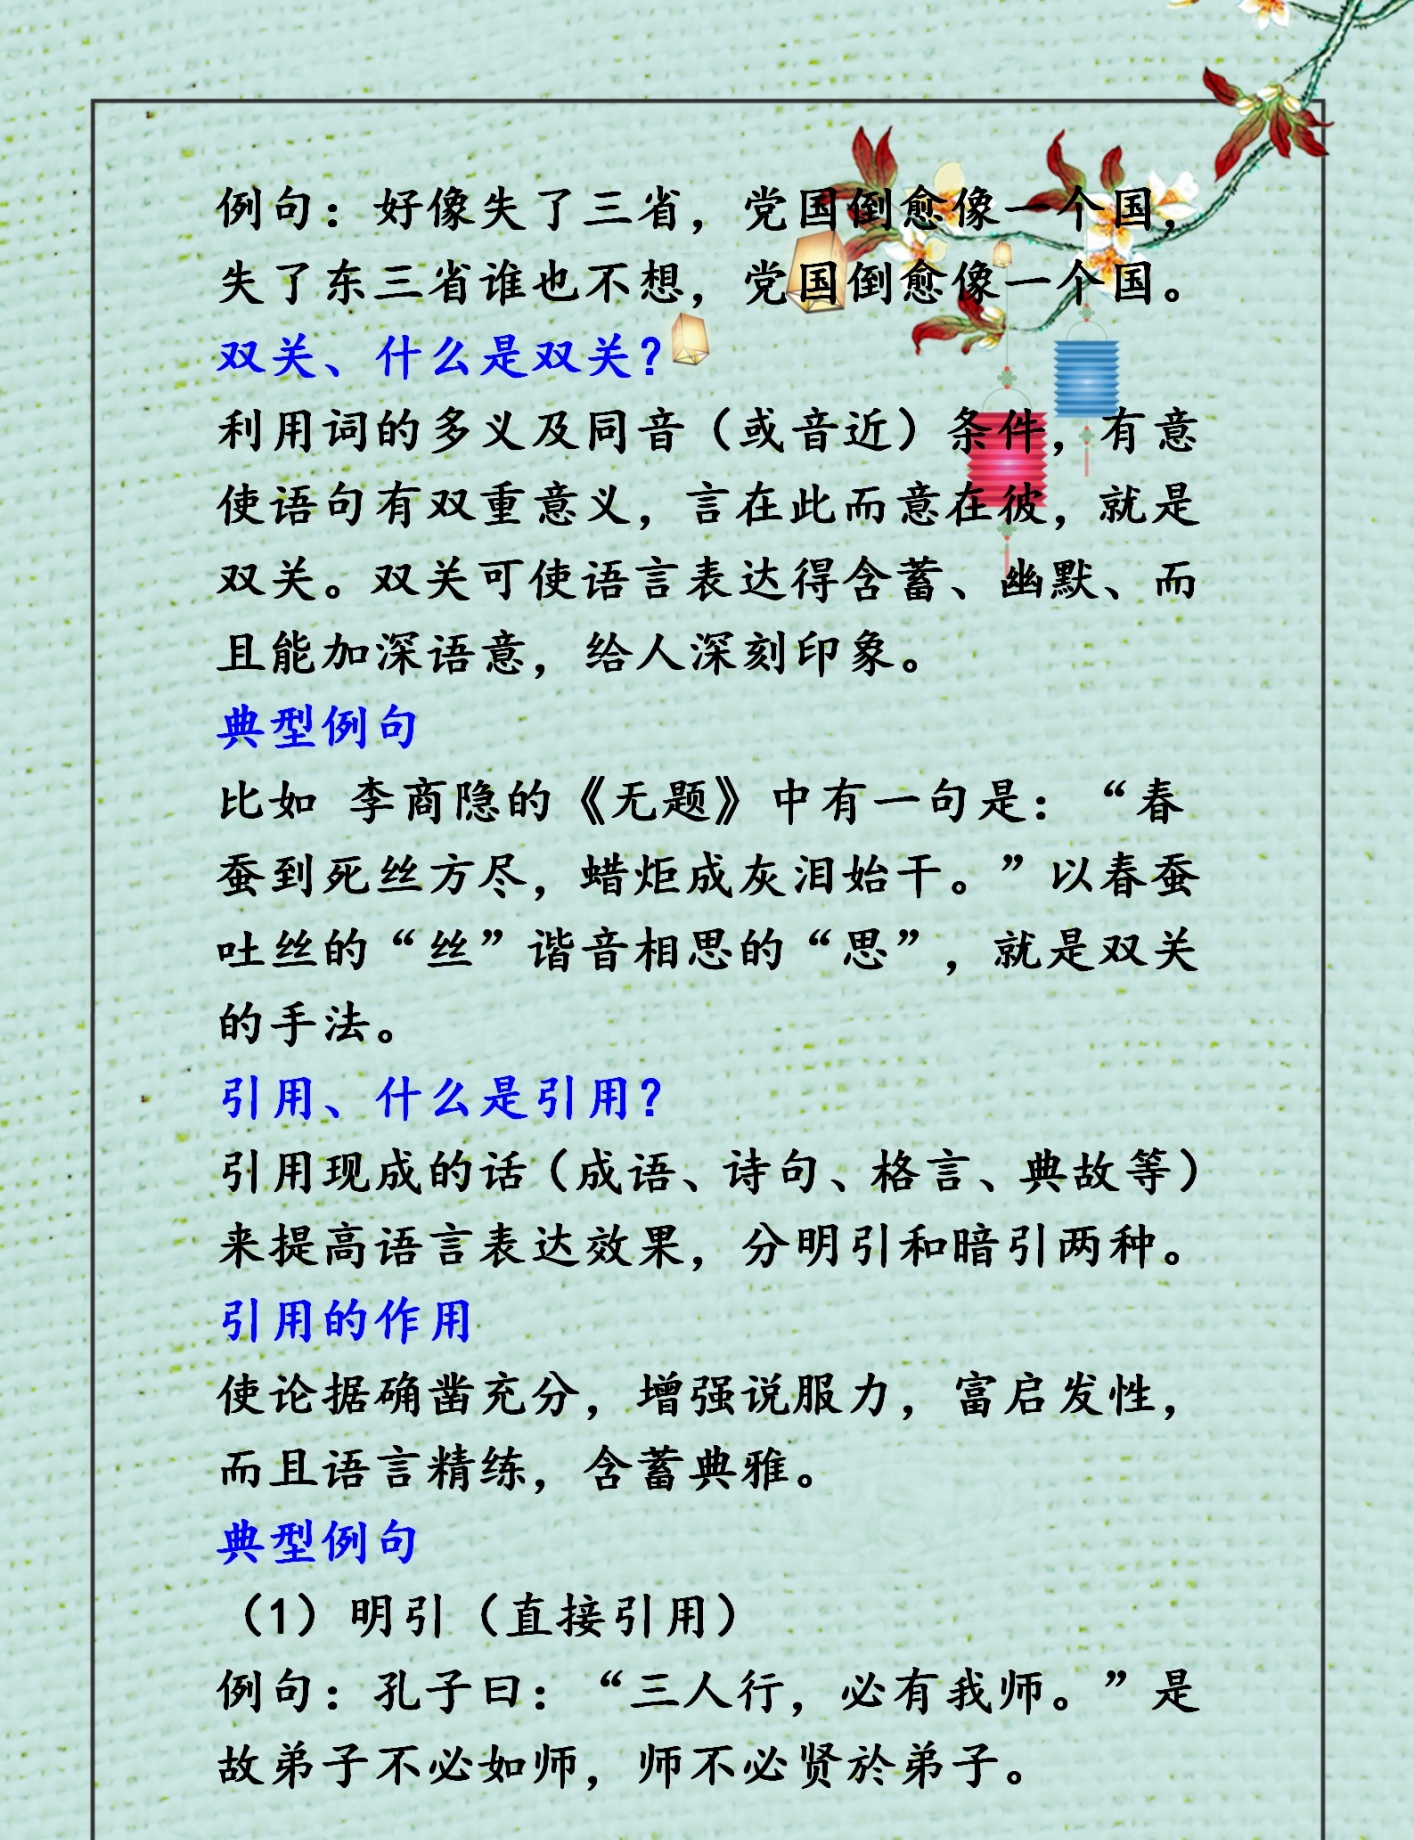 例句：好像失了三省，党国倒愈像一个国，
失了东三省谁也不想，党国倒愈像一个国。
双关、什么是双关？
利用词的多义及同音（或音近）条件，有意
使语句有双重意义，言在此而意在彼，就是
双关。双关可使语言表达得含蓄、幽默、而
且能加深语意，给人深刻印象。
典型例句
比如 李商隐的《无题》中有一句是：“春
蚕到死丝方尽，蜡炬成灰泪始干。”以春蚕
吐丝的“丝”谐音相思的“思”，就是双关
的手法。
引用、什么是引用？
引用现成的话（成语、诗句、格言、典故等）
来提高语言表达效果，分明引和暗引两种。
引用的作用
使论据确凿充分，增强说服力，富启发性，
而且语言精练，含蓄典雅。
典型例句
（1）明引（直接引用）
例句：孔子曰：“三人行，必有我师。”是
故弟子不必如师，师不必贤於弟子。